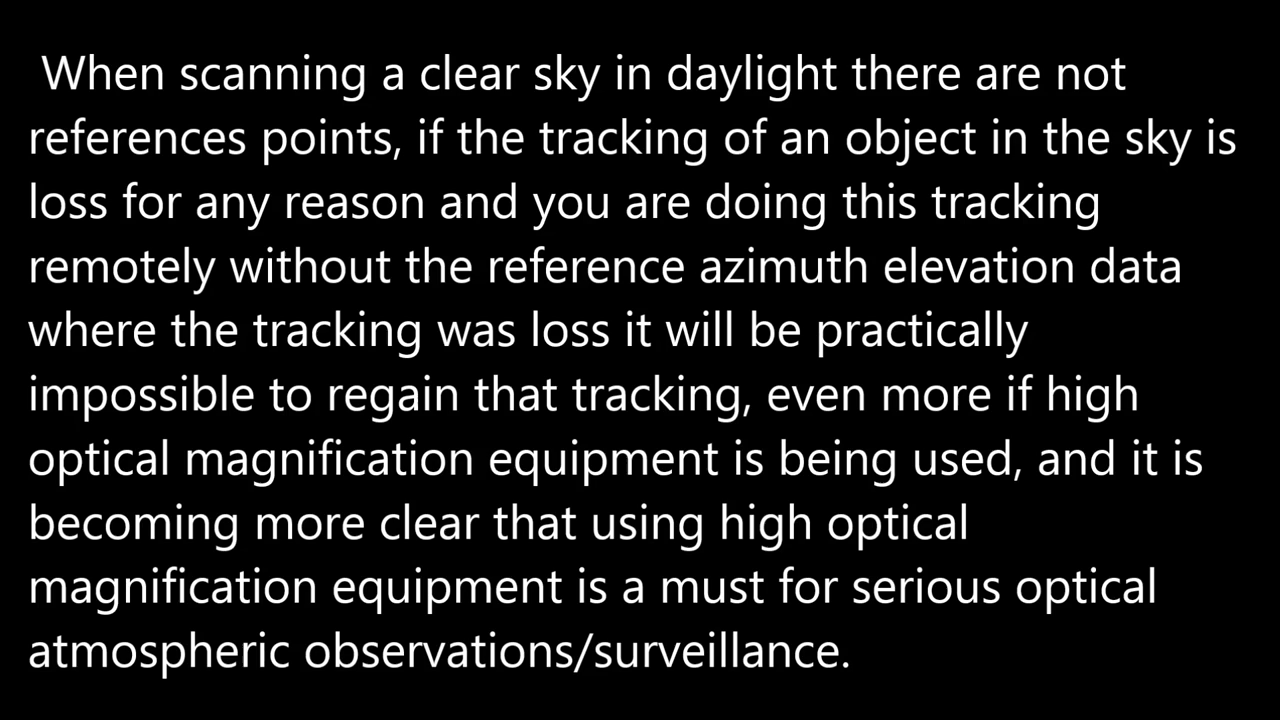 When scanning a clear sky in daylight there are not
references points, if the tracking of an object in the sky is
loss for any reason and you are doing this tracking
remotely without the reference azimuth elevation data
where the tracking was loss it will be practically
impossible to regain that tracking, even more if high
optical magnification equipment is being used, and it is
becoming more clear that using high optical
magnification equipment is a must for serious optical
atmospheric observations/surveillance.